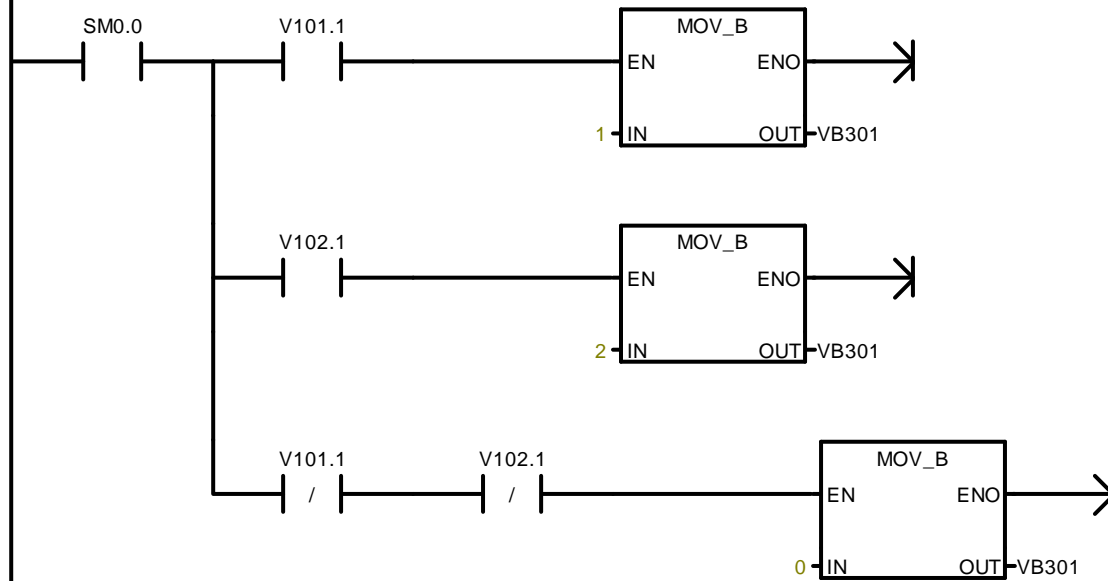 SM0.0 V101.1 MOV_B
EN ENO
1 IN OUT VB301
V102.1 MOV_B
EN ENO
2 IN OUT VB301
V101.1 V102.1 MOV_B
/ / EN ENO
0 IN OUT VB301